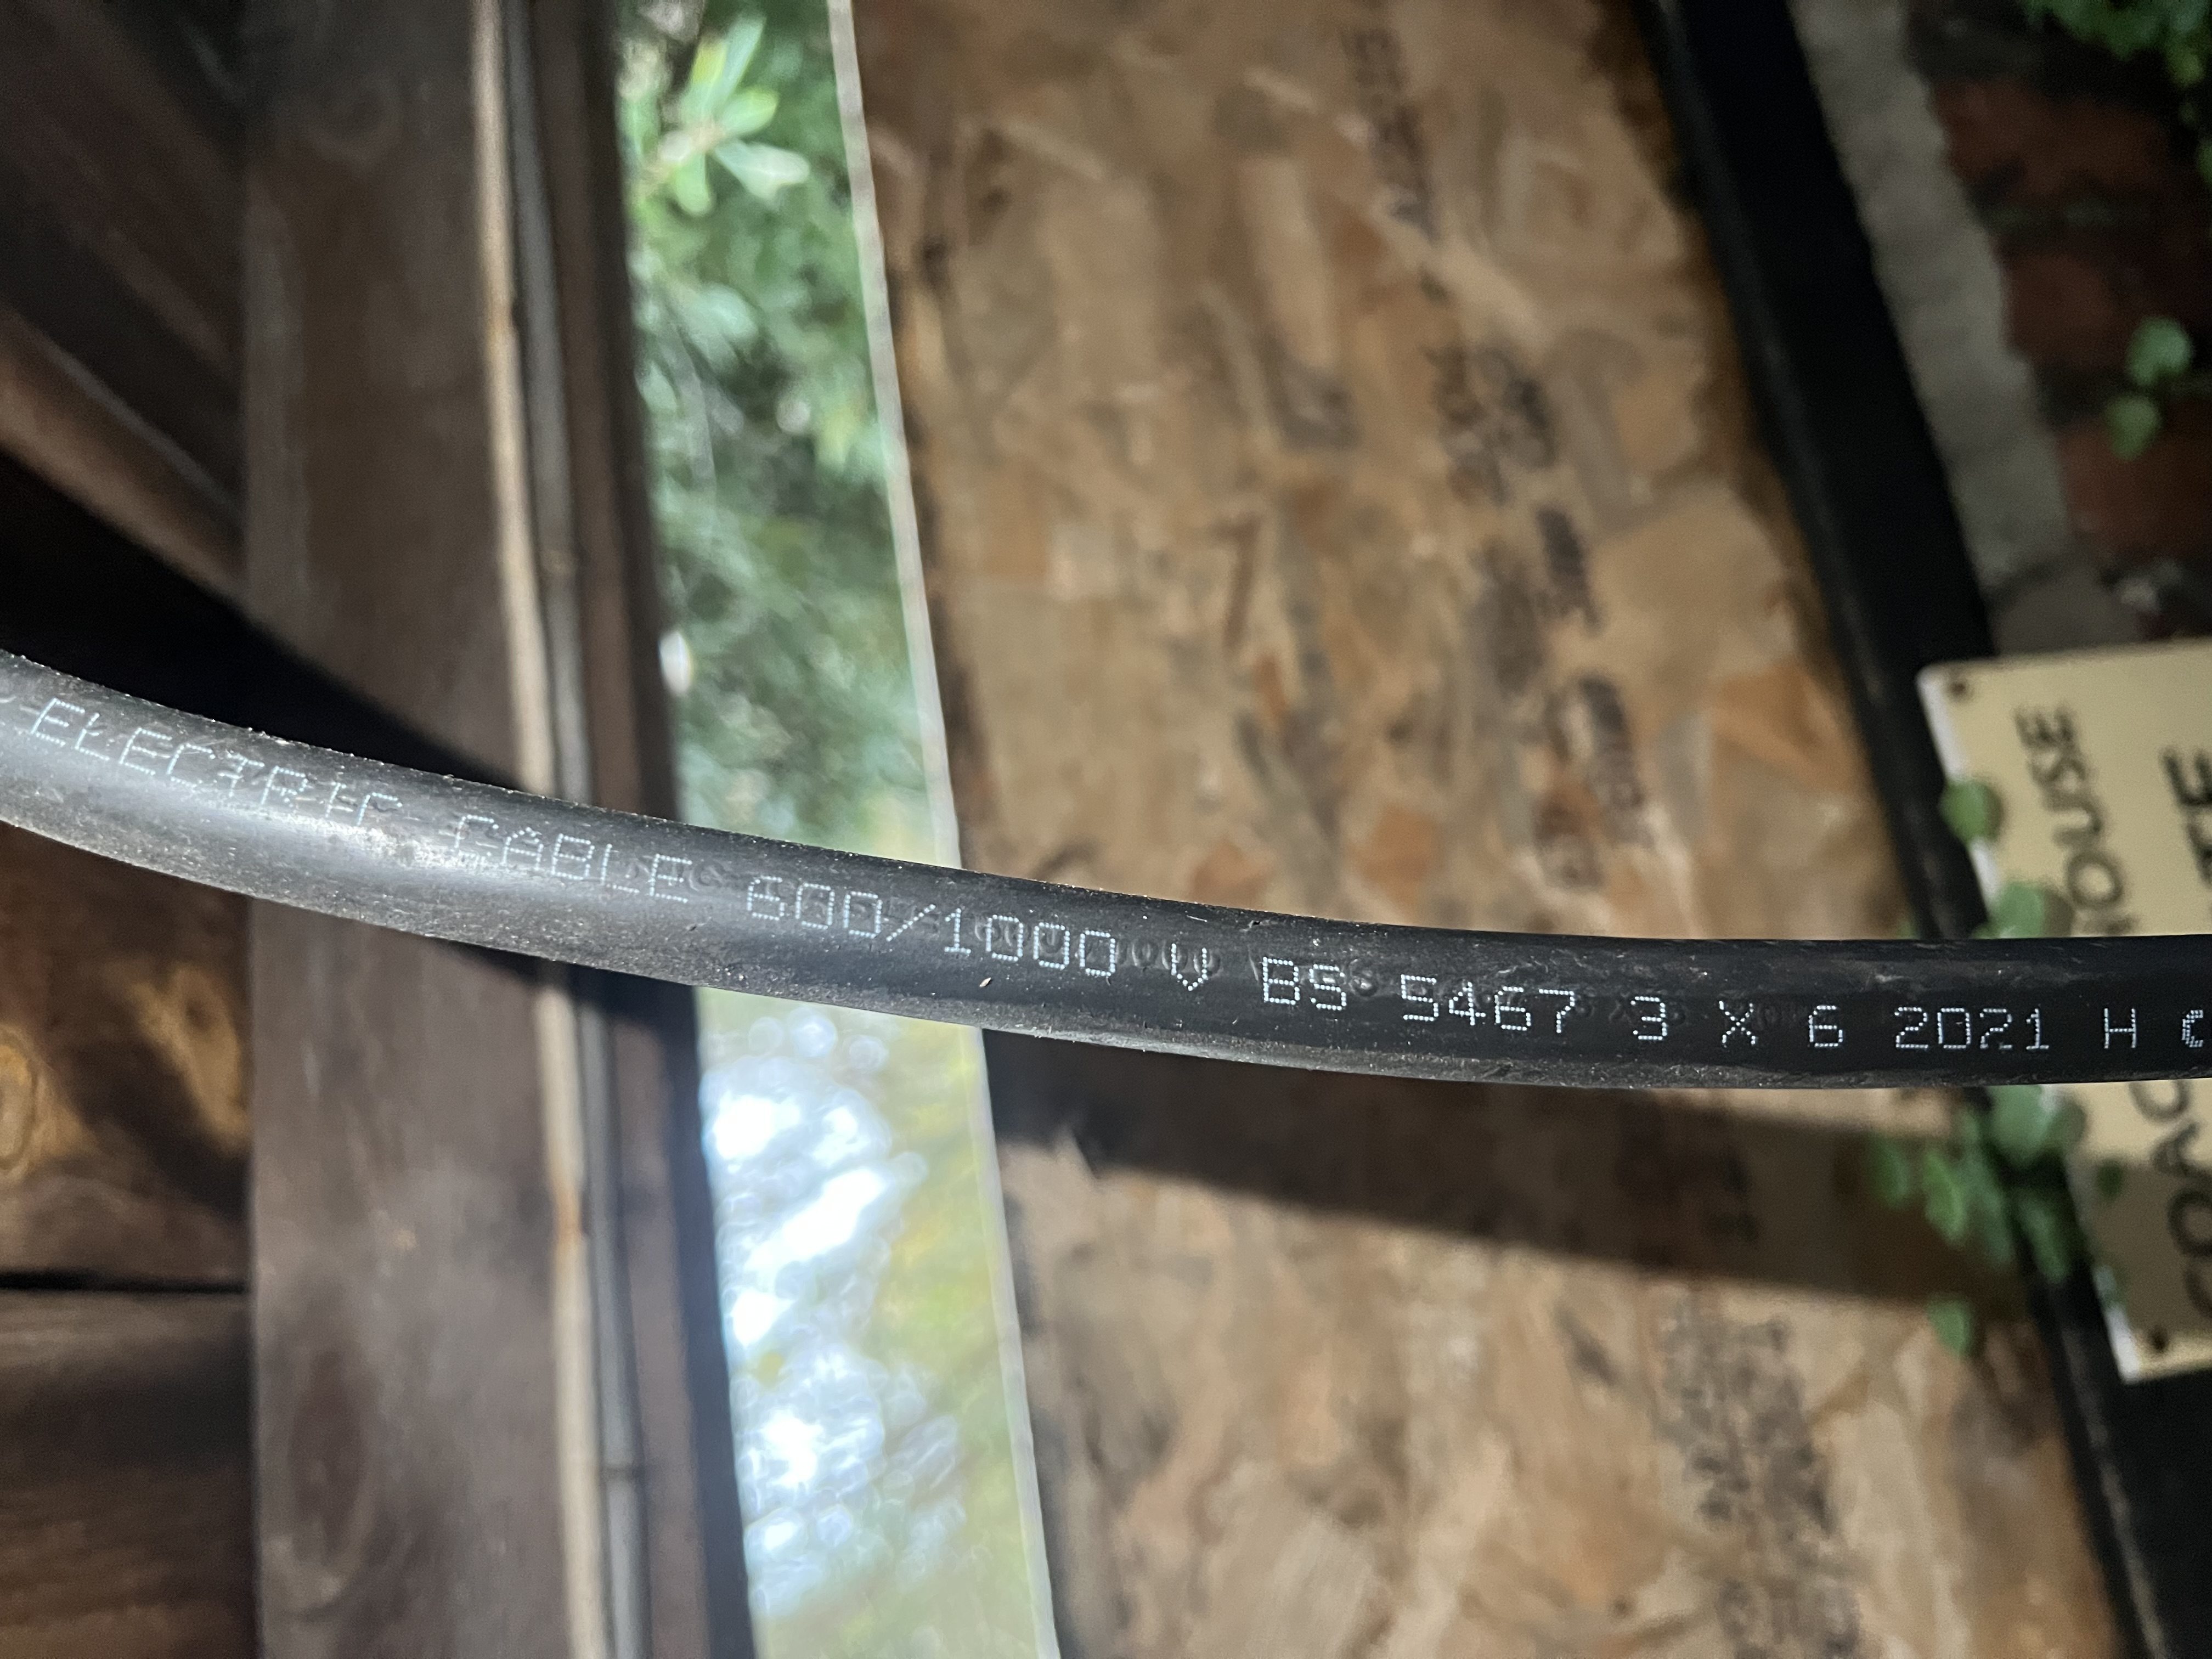 ELECTRIC CABLE 600/1000 V BS 5467 3 X 6 2021 H
HOUSE